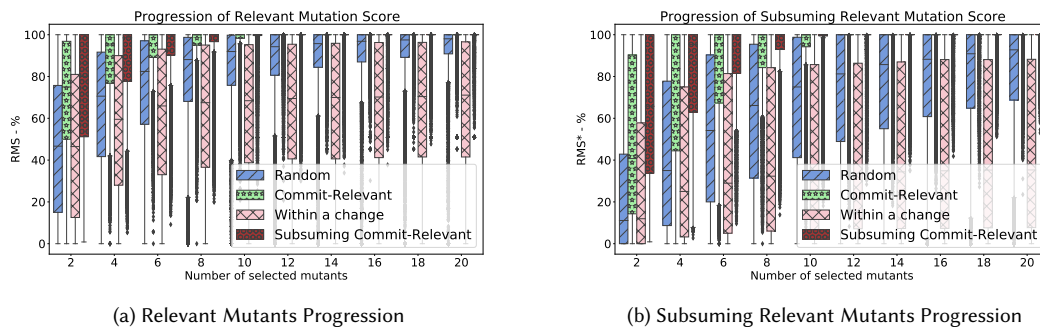 Progression of Relevant Mutation Score
100
80
60
40
20
0
RMS - %
Random
Commit-Relevant
Within a change
Subsuming Commit-Relevant
2 4 6 8 10 12 14 16 18 20
Number of selected mutants
(a) Relevant Mutants Progression
Progression of Subsuming Relevant Mutation Score
100
80
60
40
20
0
RMS* - %
Random
Commit-Relevant
Within a change
Subsuming Commit-Relevant
2 4 6 8 10 12 14 16 18 20
Number of selected mutants
(b) Subsuming Relevant Mutants Progression